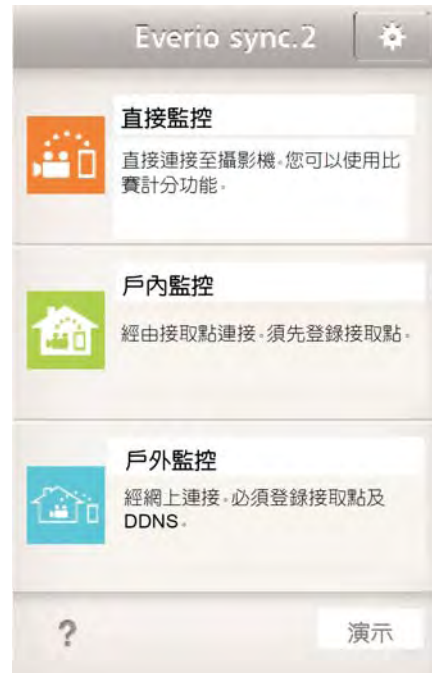 Everio sync.2
直接監控
直接連接至攝影機。您可以使用比
賽計分功能。
戶內監控
經由接取點連接。須先登錄接取點。
戶外監控
經網上連接。必須登錄接取點及
DDNS。
?
演示